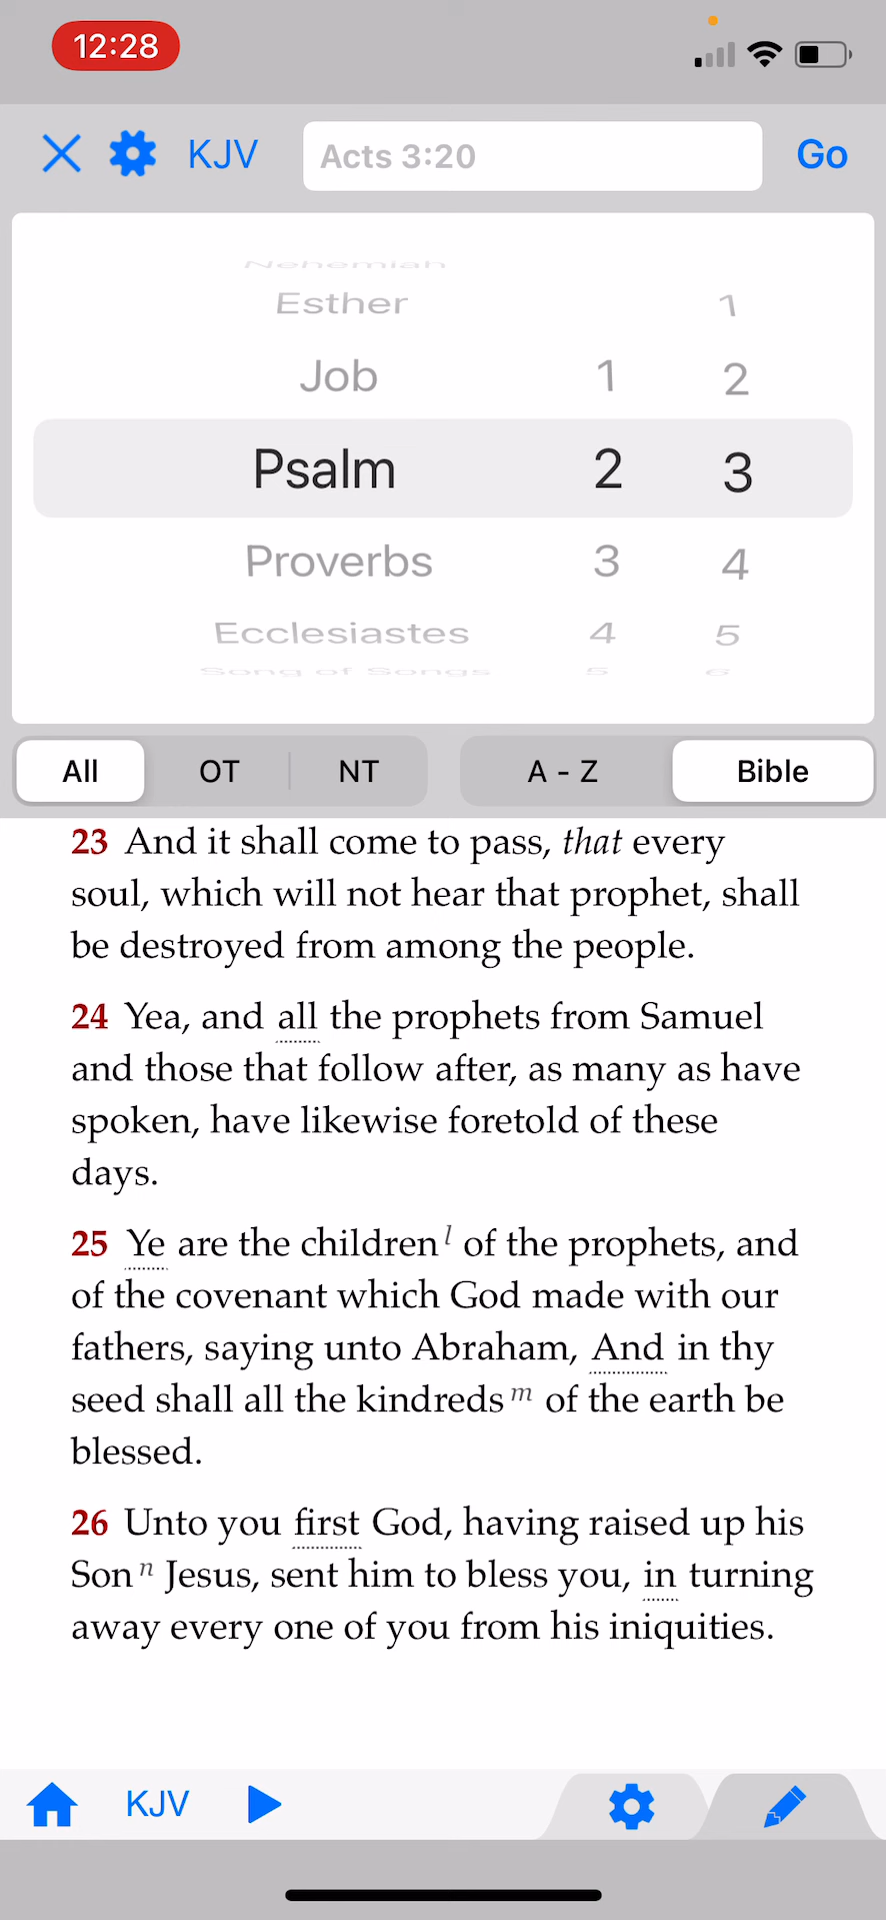 12:28
KJV Acts 3:20 Go
Nehemiah
Esther 1
Job 1 2
Psalm 2 3
Proverbs 3 4
Ecclesiastes 4 5
Song of Songs 5 6
All OT NT A - Z Bible
23 And it shall come to pass, that every
soul, which will not hear that prophet, shall
be destroyed from among the people.
24 Yea, and all the prophets from Samuel
and those that follow after, as many as have
spoken, have likewise foretold of these
days.
25 Ye are the children l of the prophets, and
of the covenant which God made with our
fathers, saying unto Abraham, And in thy
seed shall all the kindreds m of the earth be
blessed.
26 Unto you first God, having raised up his
Son n Jesus, sent him to bless you, in turning
away every one of you from his iniquities.
KJV